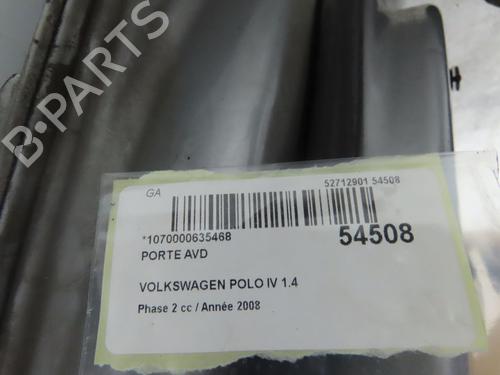 GA
52712901 54508
*1070000635468
54508
PORTE AVD
VOLKSWAGEN POLO IV 1.4
Phase 2 cc / Année 2008
B-PARTS